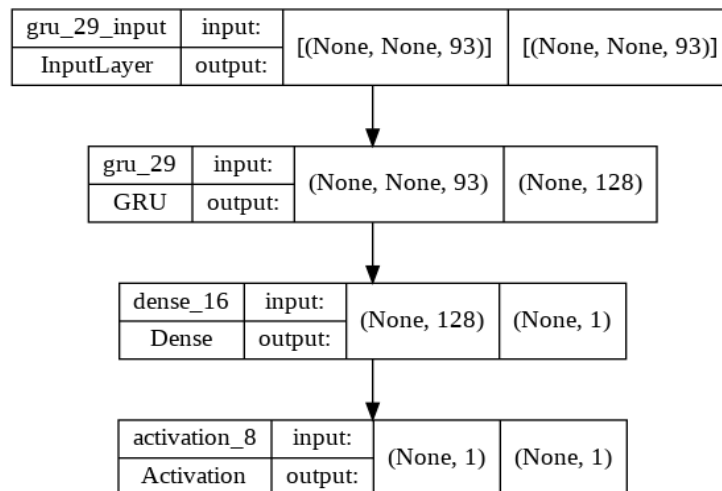 gru_29_input input: [(None, None, 93)] [(None, None, 93)]
InputLayer output:
gru_29 input: (None, None, 93) (None, 128)
GRU output:
dense_16 input: (None, 128) (None, 1)
Dense output:
activation_8 input: (None, 1) (None, 1)
Activation output: